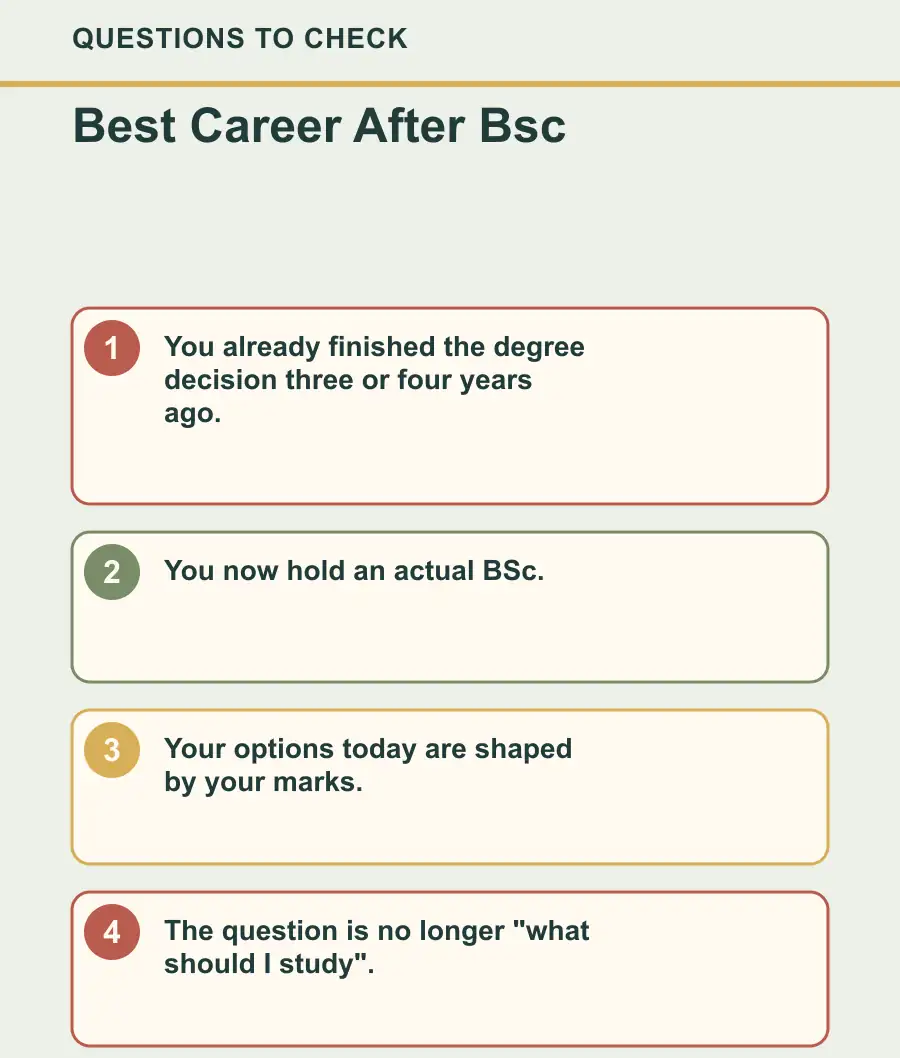 QUESTIONS TO CHECK
Best Career After Bsc
1
You already finished the degree
decision three or four years
ago.
2
You now hold an actual BSc.
3
Your options today are shaped
by your marks.
4
The question is no longer "what
should I study".